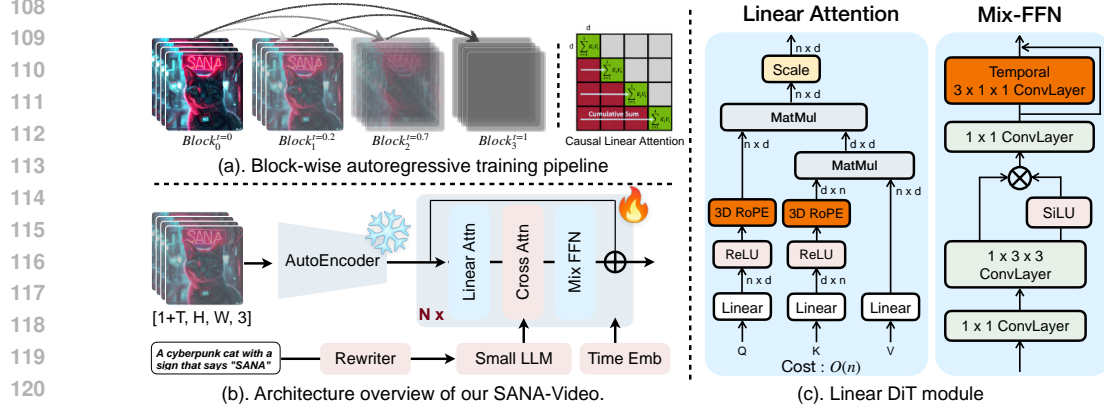 108
109
110
111
112
113
114
115
116
117
118
119
120
SANA
SANA
Block_0^{t=0}
Block_1^{t=0.2}
Block_2^{t=0.7}
Block_3^{t=1}
d
d
Cumulative Sum
Causal Linear Attention
(a). Block-wise autoregressive training pipeline
SANA
[1+T, H, W, 3]
AutoEncoder
Linear Attn
Cross Attn
Mix FFN
N x
A cyberpunk cat with a
sign that says "SANA"
Rewriter
Small LLM
Time Emb
(b). Architecture overview of our SANA-Video.
Linear Attention
n x d
Scale
n x d
MatMul
n x d
d x d
MatMul
d x n
n x d
3D RoPE
3D RoPE
ReLU
ReLU
n x d
d x n
Linear
Linear
Linear
Q
K
V
Cost : O(n)
Mix-FFN
Temporal
3 x 1 x 1 ConvLayer
1 x 1 ConvLayer
SiLU
1 x 3 x 3
ConvLayer
1 x 1 ConvLayer
(c). Linear DiT module